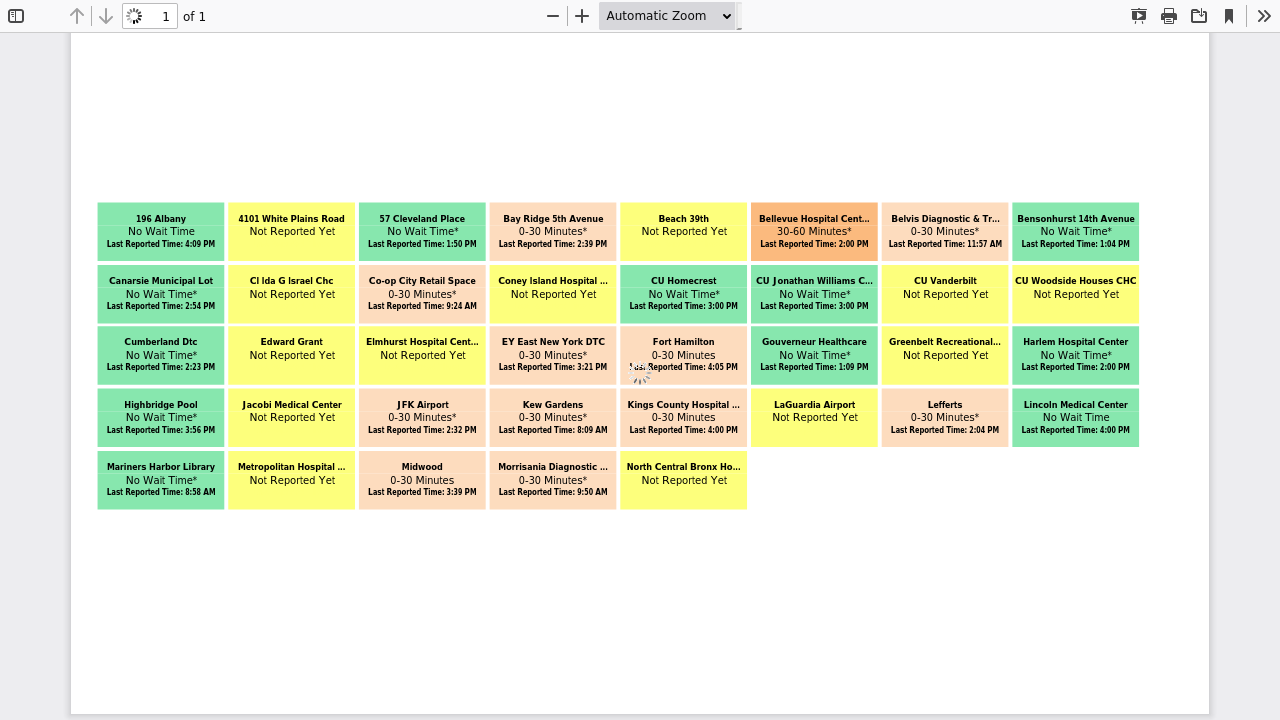 1 of 1 Automatic Zoom
196 Albany
No Wait Time
Last Reported Time: 4:09 PM
4101 White Plains Road
Not Reported Yet
57 Cleveland Place
No Wait Time*
Last Reported Time: 1:50 PM
Bay Ridge 5th Avenue
0-30 Minutes*
Last Reported Time: 2:39 PM
Beach 39th
Not Reported Yet
Bellevue Hospital Cent...
30-60 Minutes*
Last Reported Time: 2:00 PM
Belvis Diagnostic & Tr...
0-30 Minutes*
Last Reported Time: 11:57 AM
Bensonhurst 14th Avenue
No Wait Time*
Last Reported Time: 1:04 PM
Canarsie Municipal Lot
No Wait Time*
Last Reported Time: 2:54 PM
CI Ida G Israel Chc
Not Reported Yet
Co-op City Retail Space
0-30 Minutes*
Last Reported Time: 9:24 AM
Coney Island Hospital ...
Not Reported Yet
CU Homecrest
No Wait Time*
Last Reported Time: 3:00 PM
CU Jonathan Williams C...
No Wait Time*
Last Reported Time: 3:00 PM
CU Vanderbilt
Not Reported Yet
CU Woodside Houses CHC
Not Reported Yet
Cumberland Dtc
No Wait Time*
Last Reported Time: 2:23 PM
Edward Grant
Not Reported Yet
Elmhurst Hospital Cent...
Not Reported Yet
EY East New York DTC
0-30 Minutes*
Last Reported Time: 3:21 PM
Fort Hamilton
0-30 Minutes
Reported Time: 4:05 PM
Gouverneur Healthcare
No Wait Time*
Last Reported Time: 1:09 PM
Greenbelt Recreational...
Not Reported Yet
Harlem Hospital Center
No Wait Time*
Last Reported Time: 2:00 PM
Highbridge Pool
No Wait Time*
Last Reported Time: 3:56 PM
Jacobi Medical Center
Not Reported Yet
JFK Airport
0-30 Minutes*
Last Reported Time: 2:32 PM
Kew Gardens
0-30 Minutes*
Last Reported Time: 8:09 AM
Kings County Hospital ...
0-30 Minutes
Last Reported Time: 4:00 PM
LaGuardia Airport
Not Reported Yet
Lefferts
0-30 Minutes*
Last Reported Time: 2:04 PM
Lincoln Medical Center
No Wait Time
Last Reported Time: 4:00 PM
Mariners Harbor Library
No Wait Time*
Last Reported Time: 8:58 AM
Metropolitan Hospital ...
Not Reported Yet
Midwood
0-30 Minutes
Last Reported Time: 3:39 PM
Morrisania Diagnostic ...
0-30 Minutes*
Last Reported Time: 9:50 AM
North Central Bronx Ho...
Not Reported Yet